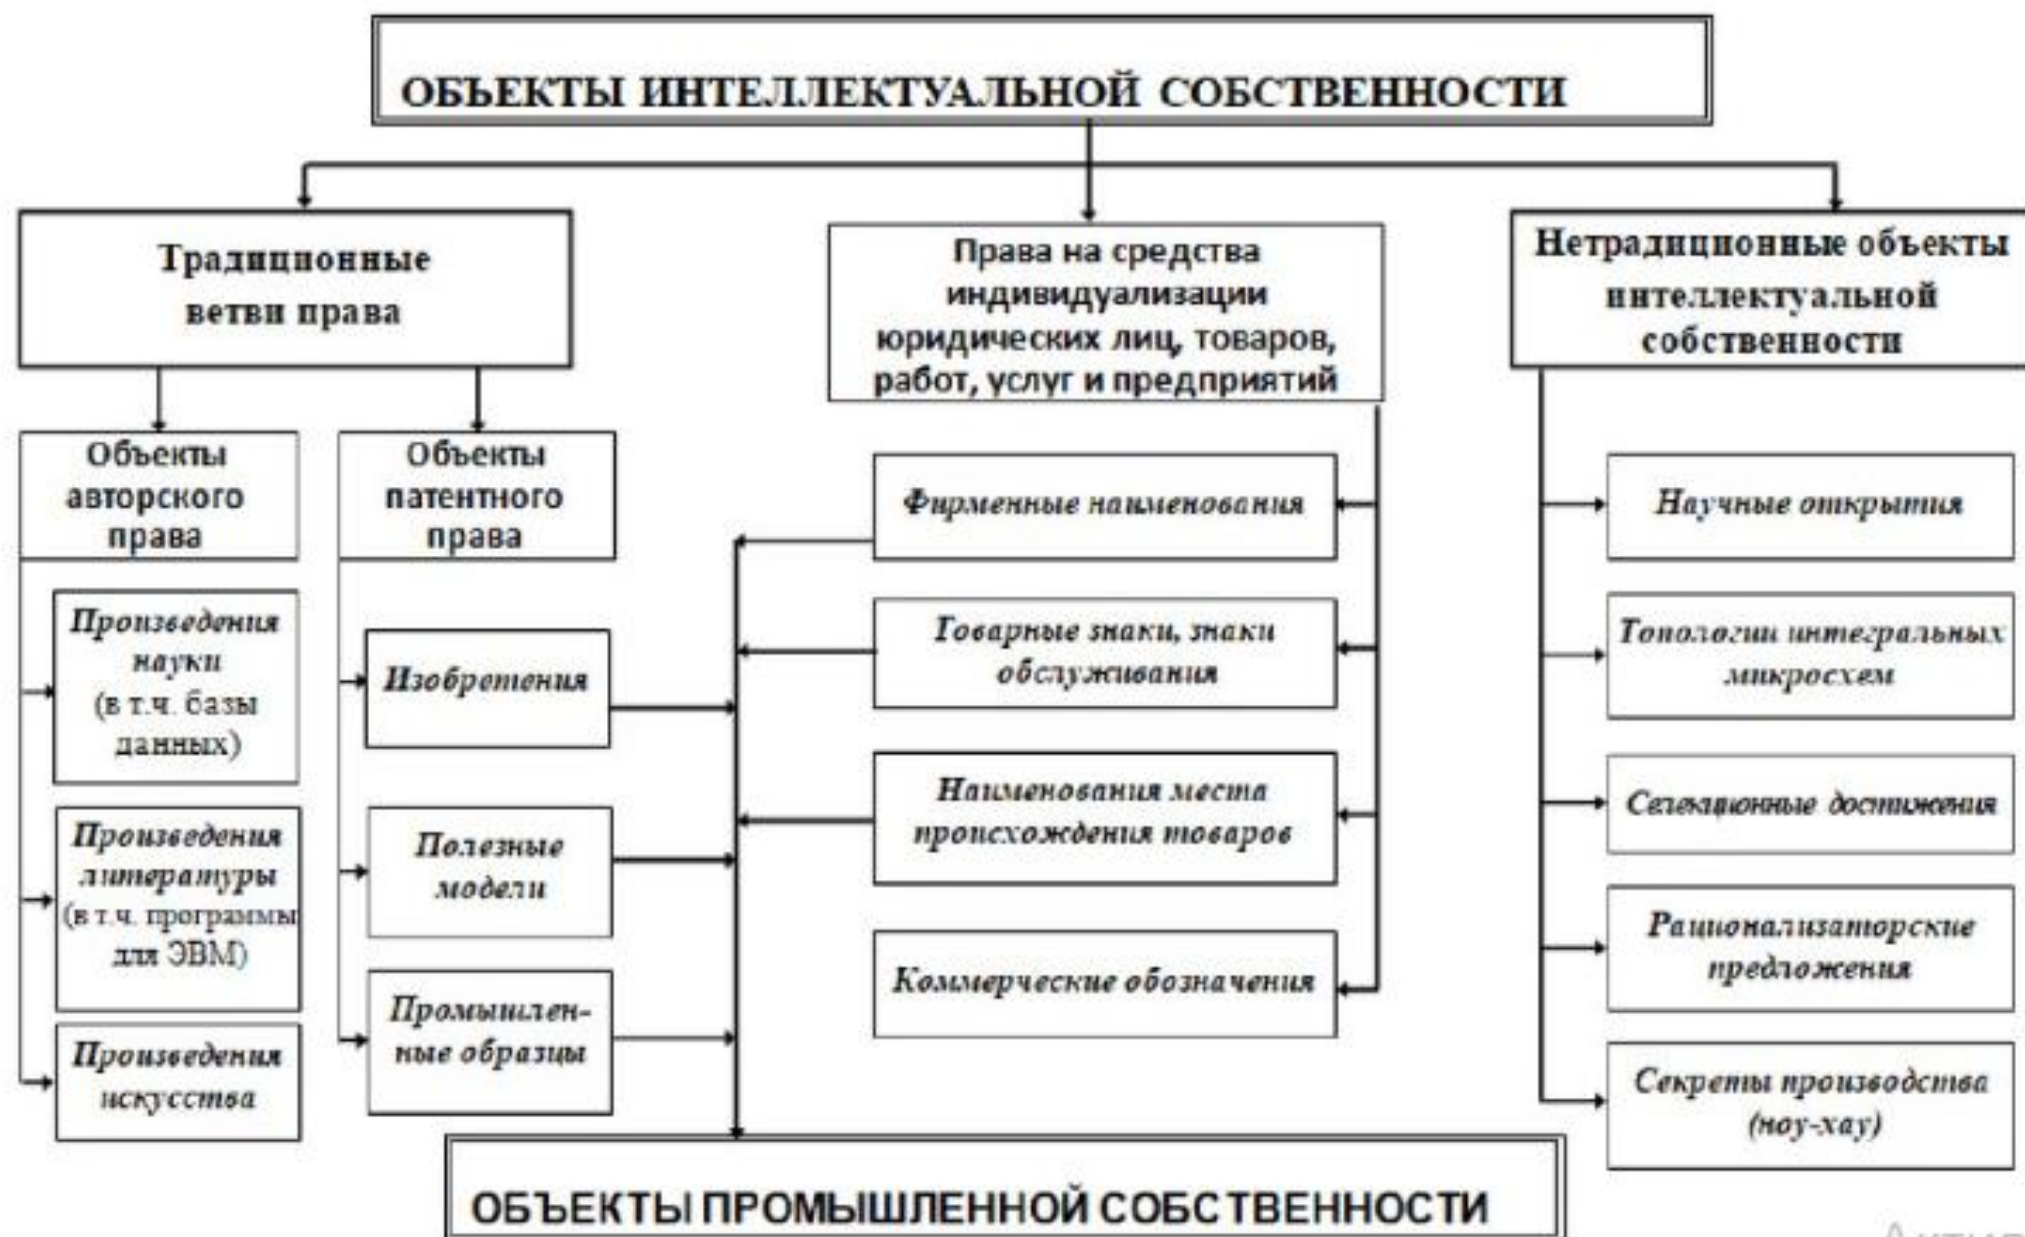 ОБЪЕКТЫ ИНТЕЛЛЕКТУАЛЬНОЙ СОБСТВЕННОСТИ
Традиционные
ветви права
Права на средства
индивидуализации
юридических лиц, товаров,
работ, услуг и предприятий
Нетрадиционные объекты
интеллектуальной
собственности
Объекты
авторского
права
Объекты
патентного
права
Произведения
науки
(в т.ч. базы
данных)
Произведения
литературы
(в т.ч. программы
для ЭВМ)
Произведения
искусства
Изобретения
Полезные
модели
Промышлен-
ные образцы
Фирменные наименования
Товарные знаки, знаки
обслуживания
Наименования места
происхождения товаров
Коммерческие обозначения
Научные открытия
Топологии интегральных
микросхем
Селекционные достижения
Рационализаторские
предложения
Секреты производства
(ноу-хау)
ОБЪЕКТЫ ПРОМЫШЛЕННОЙ СОБСТВЕННОСТИ